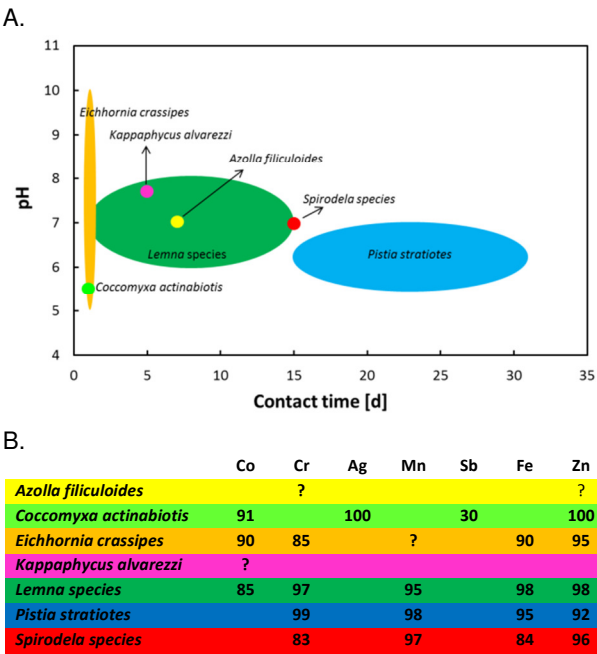 A.
11
10
9
8
7
6
5
4
pH
Eichhornia crassipes
Kappaphycus alvarezzi
Azolla filiculoides
Spirodela species
Lemna species
Pistia stratiotes
Coccomyxa actinabiotis
0 5 10 15 20 25 30 35
Contact time [d]
B.
Co Cr Ag Mn Sb Fe Zn
Azolla filiculoides ? ?
Coccomyxa actinabiotis 91 100 30 100
Eichhornia crassipes 90 85 ? 90 95
Kappaphycus alvarezzi ?
Lemna species 85 97 95 98 98
Pistia stratiotes 99 98 95 92
Spirodela species 83 97 84 96